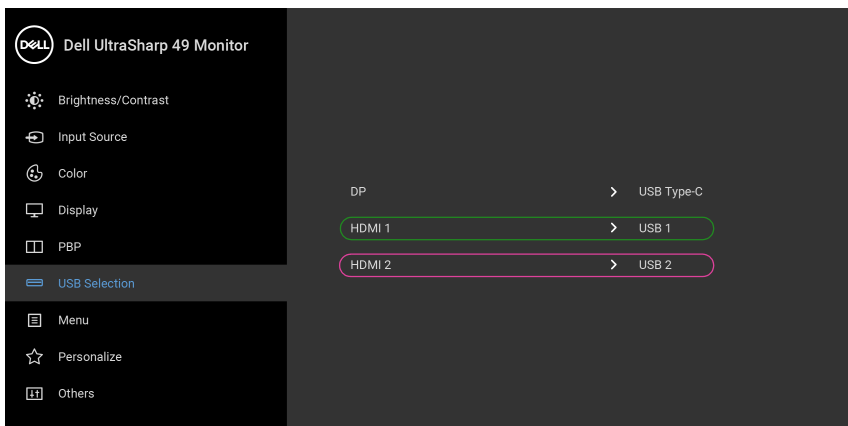 DELL
Dell UltraSharp 49 Monitor
Brightness/Contrast
Input Source
Color
Display
PBP
USB Selection
Menu
Personalize
Others
DP USB Type-C
HDMI 1 USB 1
HDMI 2 USB 2